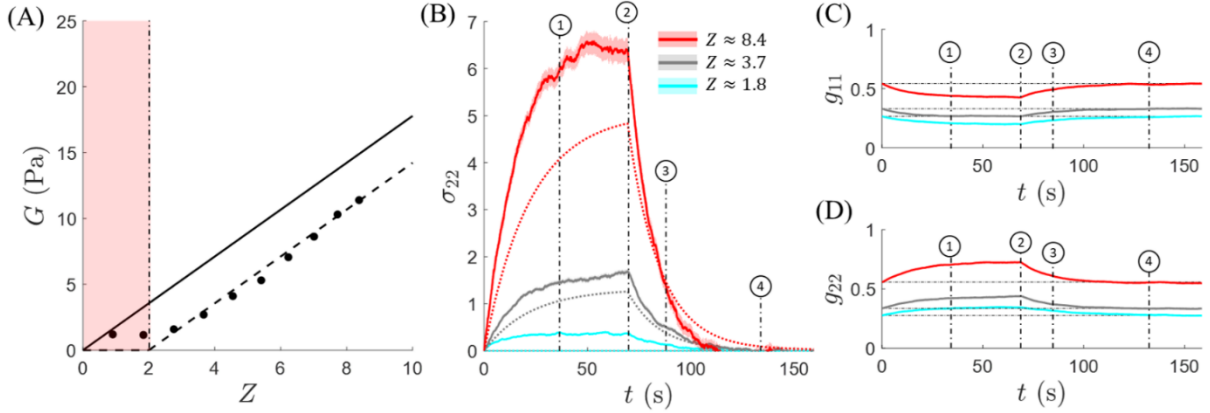 (A)
25
20
15
10
5
0
G (Pa)
0 2 4 6 8 10
Z
(B)
7
6
5
4
3
2
1
0
σ22
① ② ③ ④
Z ≈ 8.4
Z ≈ 3.7
Z ≈ 1.8
0 50 100 150
t (s)
(C)
1
0.5
0
g11
① ② ③ ④
0 50 100 150
t (s)
(D)
1
0.5
0
g22
① ② ③ ④
0 50 100 150
t (s)